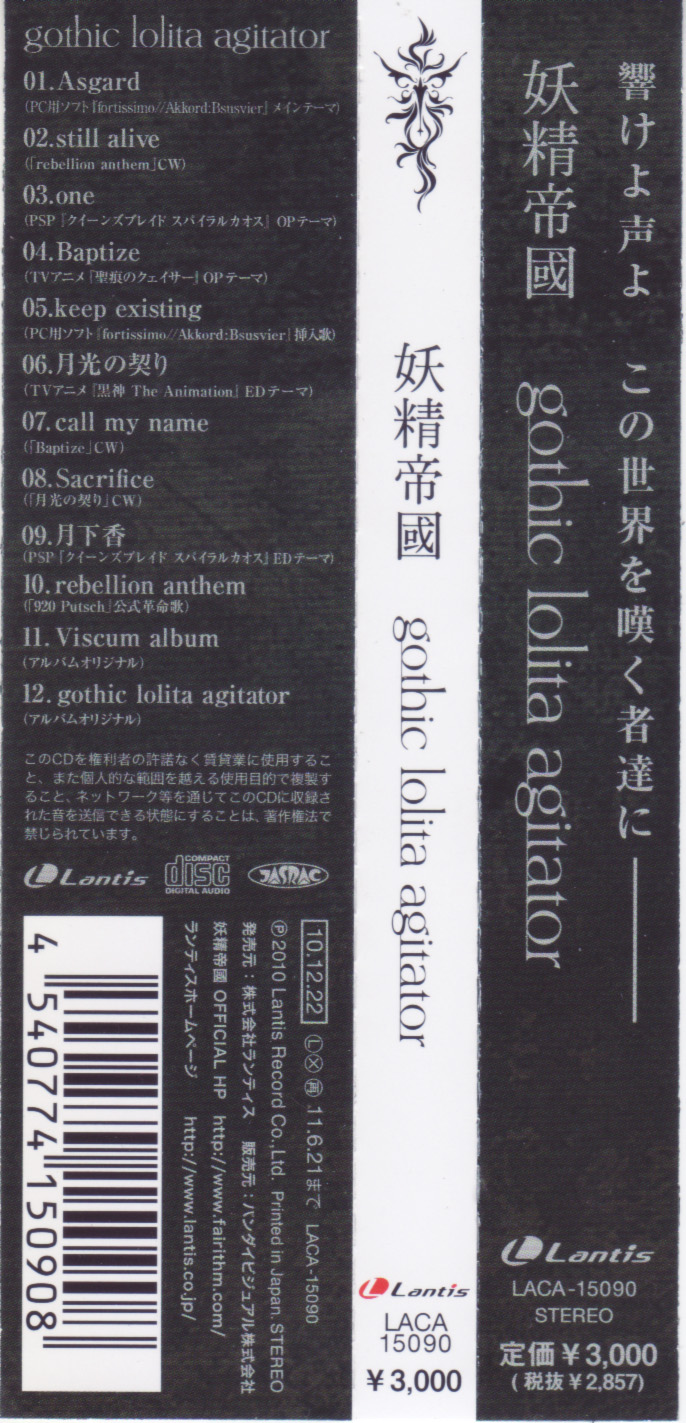 gothic lolita agitator
01.Asgard
(PC用ソフト『fortissimo//Akkord:Bsusvier』メインテーマ)
02.still alive
(「rebellion anthem」CW)
03.one
(PSP『クイーンズブレイド スパイラルカオス』OPテーマ)
04.Baptize
(TVアニメ『聖痕のクェイサー』OPテーマ)
05.keep existing
(PC用ソフト『fortissimo//Akkord:Bsusvier』挿入歌)
06.月光の契り
(TVアニメ『黒神 The Animation』EDテーマ)
07.call my name
(「Baptize」CW)
08.Sacrifice
(「月光の契り」CW)
09.月下香
(PSP『クイーンズブレイド スパイラルカオス』EDテーマ)
10.rebellion anthem
(「920 Putsch」公式革命歌)
11.Viscum album
(アルバムオリジナル)
12.gothic lolita agitator
(アルバムオリジナル)
このCDを権利者の許諾なく賃貸業に使用するこ
と、また個人的な範囲を越える使用目的で複製す
ること、ネットワーク等を通じてこのCDに収録さ
れた音を送信できる状態にすることは、著作権法で
禁じられています。
Lantis
COMPACT
disc
DIGITAL AUDIO
JASRAC
10.12.22 Ⓛ Ⓧ ㊞ 11.6.21まで LACA-15090
Ⓟ2010 Lantis Record Co.,Ltd. Printed in Japan. STEREO
発売元：株式会社ランティス 販売元：バンダイビジュアル株式会社
妖精帝國 OFFICIAL HP http://www.fairithm.com/
ランティスホームページ http://www.lantis.co.jp/
4 540774 150908
妖精帝國 gothic lolita agitator
Lantis
LACA
15090
¥3,000
響けよ声よ この世界を嘆く者達に——
妖精帝國 gothic lolita agitator
Lantis
LACA-15090
STEREO
定価¥3,000
(税抜¥2,857)